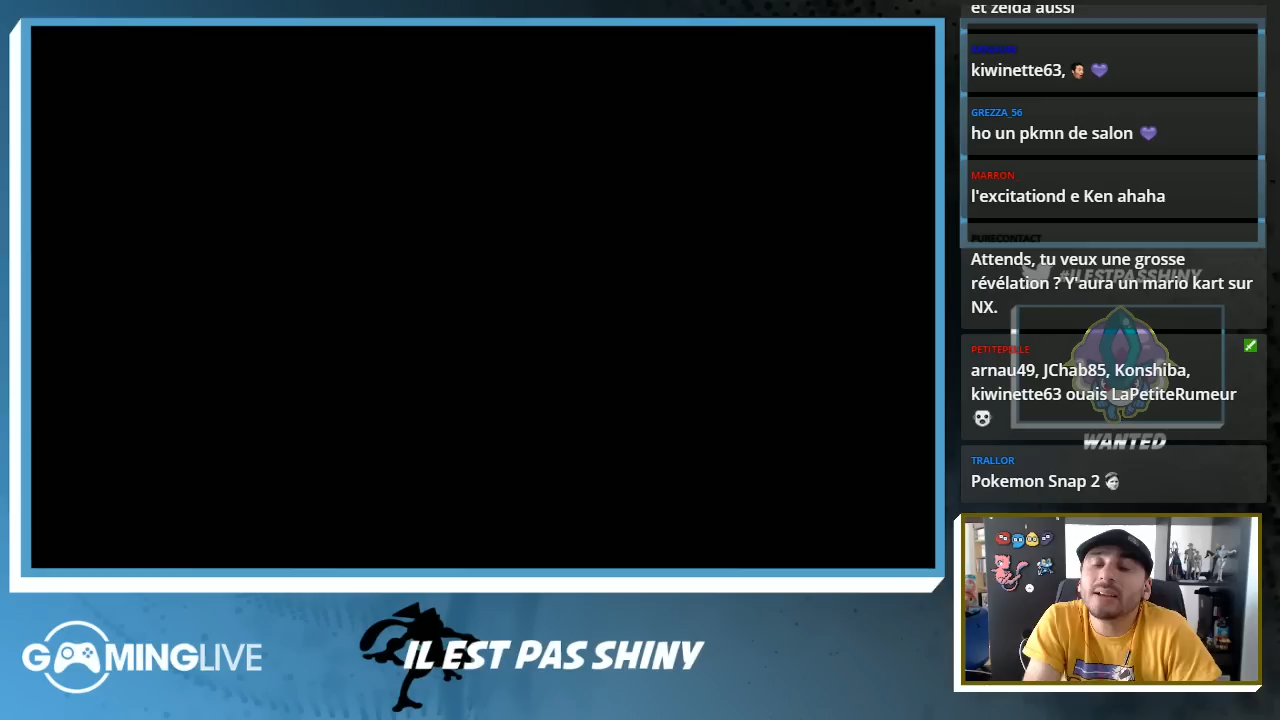 et zelda aussi
kiwinette63,
GREZZA_56
ho un pkmn de salon
MARRON
l'excitationd e Ken ahaha
PURECONTACT
Attends, tu veux une grosse
révélation ? Y'aura un mario kart sur
NX.
#ILESTPASSHINY
arnau49, JChab85, Konshiba,
kiwinette63 ouais LaPetiteRumeur
WANTED
TRALLOR
Pokemon Snap 2
GAMINGLIVE
IL EST PAS SHINY